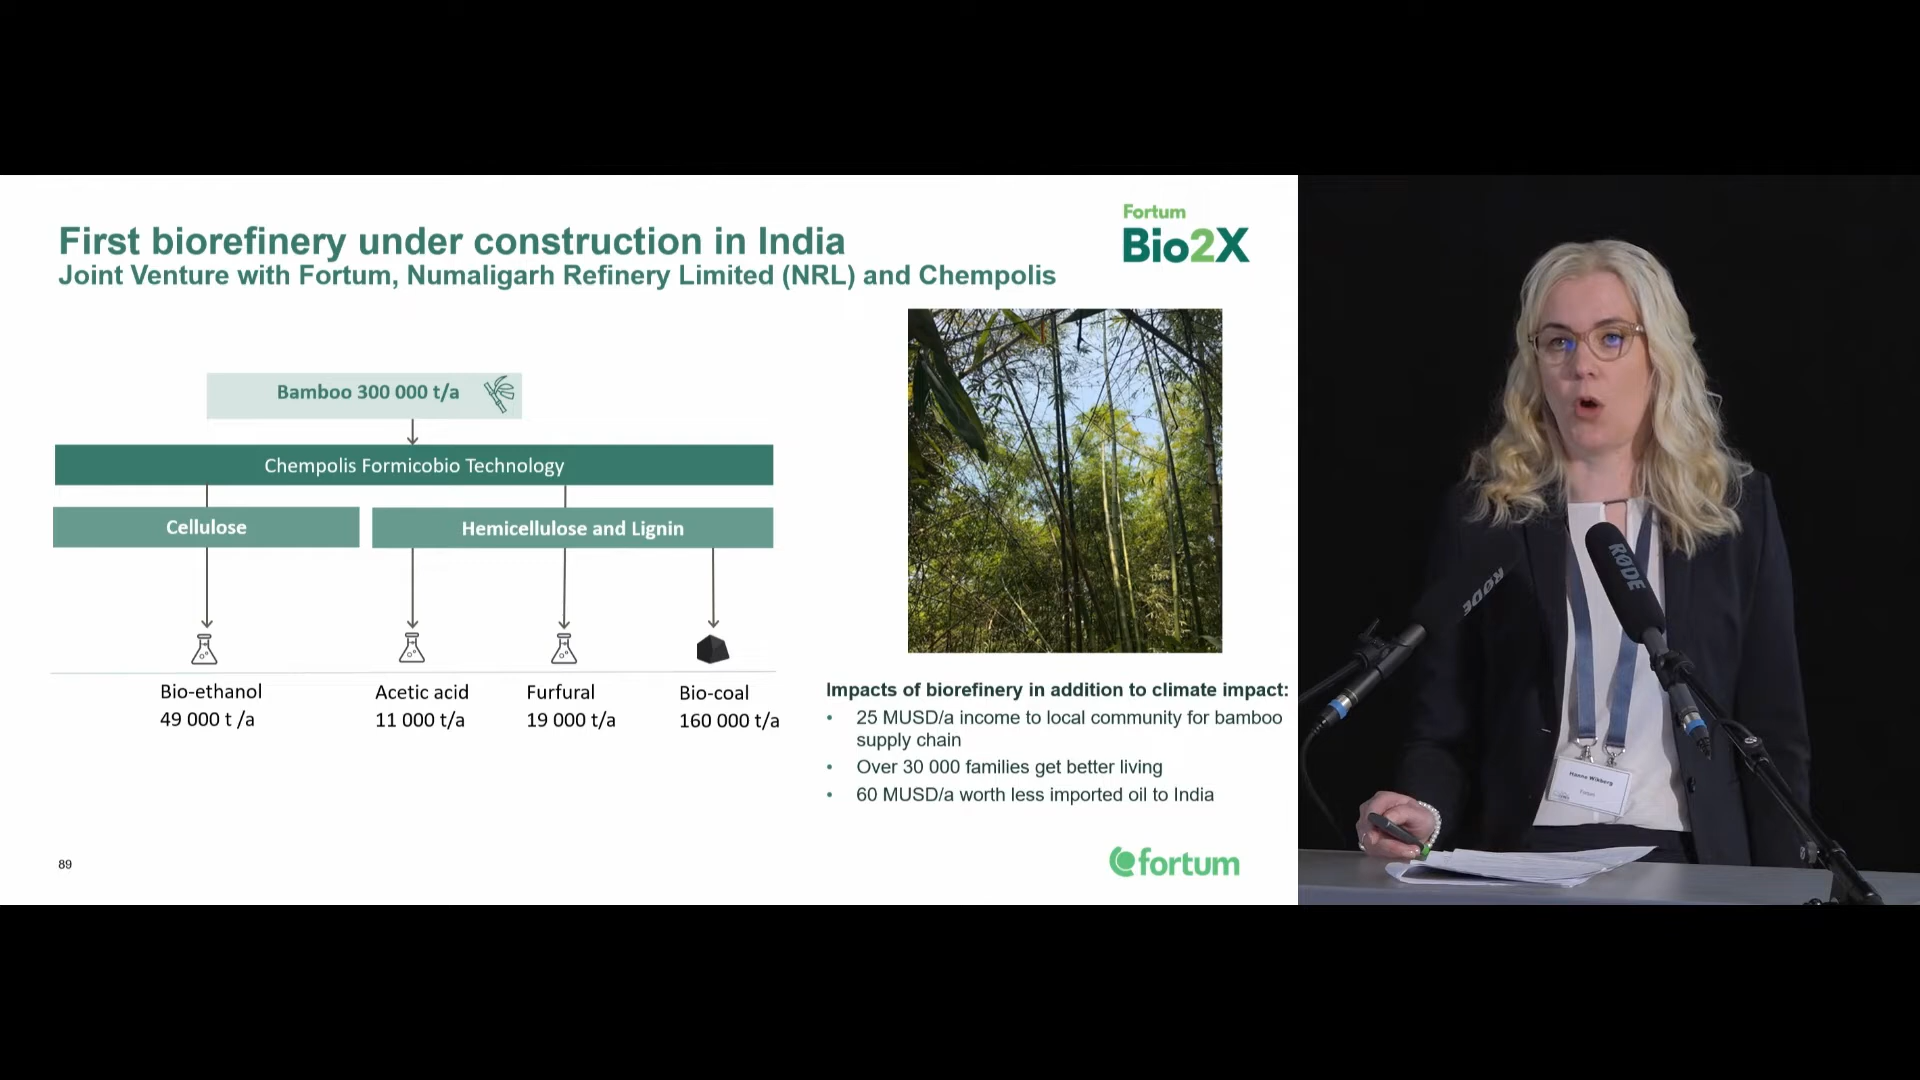 First biorefinery under construction in India
Joint Venture with Fortum, Numaligarh Refinery Limited (NRL) and Chempolis
Fortum
Bio2X
Bamboo 300 000 t/a
Chempolis Formicobio Technology
Cellulose
Hemicellulose and Lignin
Bio-ethanol
49 000 t /a
Acetic acid
11 000 t/a
Furfural
19 000 t/a
Bio-coal
160 000 t/a
Impacts of biorefinery in addition to climate impact:
• 25 MUSD/a income to local community for bamboo
supply chain
• Over 30 000 families get better living
• 60 MUSD/a worth less imported oil to India
89
fortum
RØDE
RØDE
Hanne Wikberg
Fortum